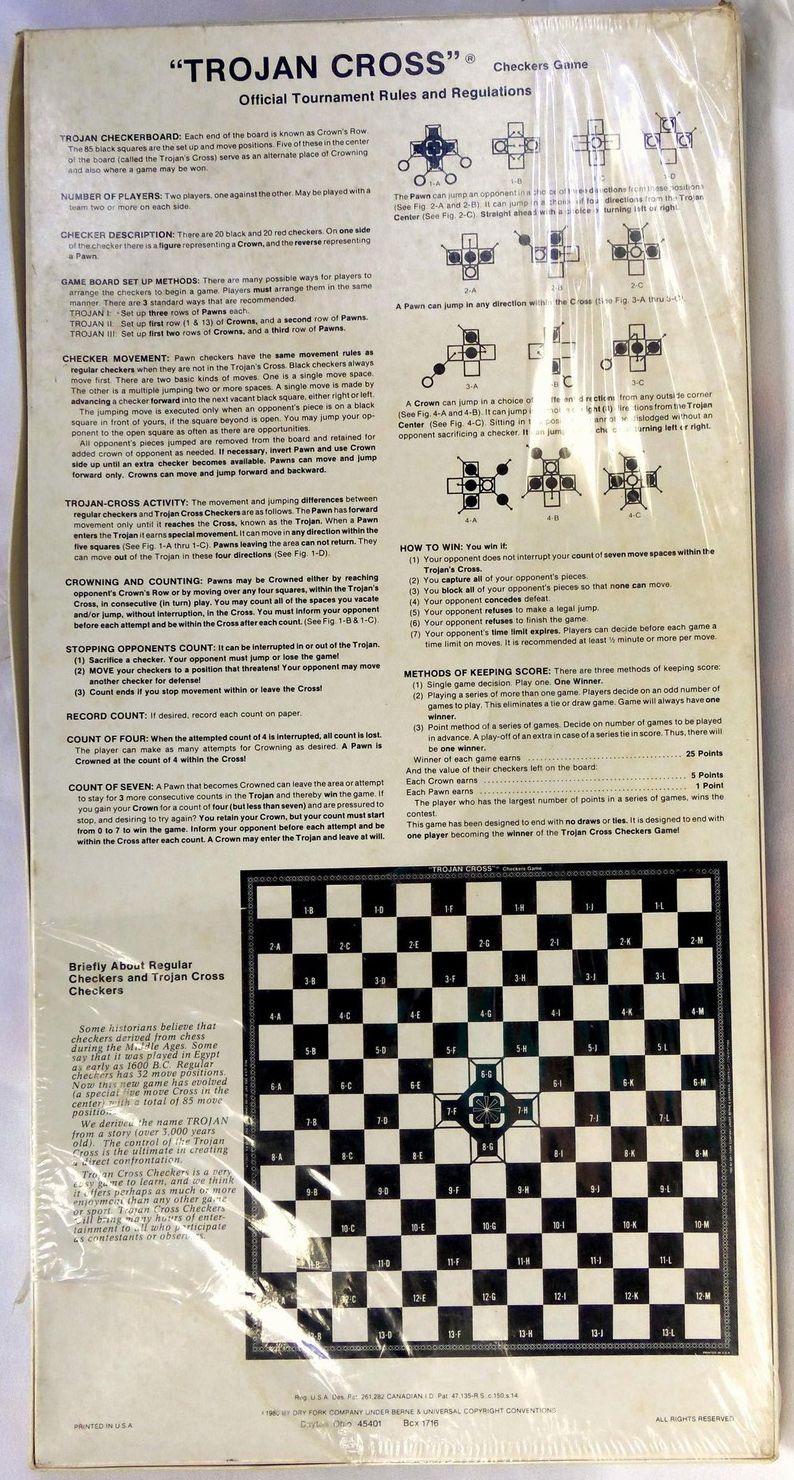 "TROJAN CROSS"® Checkers Game
Official Tournament Rules and Regulations
TROJAN CHECKERBOARD: Each end of the board is known as Crown's Row.
The 85 black squares are the set up and move positions. Five of these in the center
of the board (called the Trojan's Cross) serve as an alternate place of Crowning
and also where a game may be won.
NUMBER OF PLAYERS: Two players, one against the other. May be played with a
team two or more on each side.
CHECKER DESCRIPTION: There are 20 black and 20 red checkers. On one side
of the checker there is a figure representing a Crown, and the reverse representing
a Pawn.
GAME BOARD SET UP METHODS: There are many possible ways for players to
arrange the checkers to begin a game. Players must arrange them in the same
manner. There are 3 standard ways that are recommended.
TROJAN I: Set up three rows of Pawns each.
TROJAN II: Set up first row (1 & 13) of Crowns, and a second row of Pawns.
TROJAN III: Set up first two rows of Crowns, and a third row of Pawns.
CHECKER MOVEMENT: Pawn checkers have the same movement rules as
regular checkers when they are not in the Trojan's Cross. Black checkers always
move first. There are two basic kinds of moves. One is a single move space.
The other is a multiple jumping two or more spaces. A single move is made by
advancing a checker forward into the next vacant black square, either right or left.
The jumping move is executed only when an opponent's piece is on a black
square in front of yours, if the square beyond is open. You may jump your op-
ponent to the open square as often as there are opportunities.
All opponent's pieces jumped are removed from the board and retained for
added crown of opponent as needed. If necessary, invert Pawn and use Crown
side up until an extra checker becomes available. Pawns can move and jump
forward only. Crowns can move and jump forward and backward.
TROJAN-CROSS ACTIVITY: The movement and jumping differences between
regular checkers and Trojan Cross Checkers are as follows. The Pawn has forward
movement only until it reaches the Cross, known as the Trojan. When a Pawn
enters the Trojan it earns special movement. It can move in any direction within the
five squares (See Fig. 1-A thru 1-C). Pawns leaving the area can not return. They
can move out of the Trojan in these four directions (See Fig. 1-D).
CROWNING AND COUNTING: Pawns may be Crowned either by reaching
opponent's Crown's Row or by moving over any four squares, within the Trojan's
Cross, in consecutive (in turn) play. You may count all of the spaces you vacate
and/or jump, without interruption, in the Cross. You must inform your opponent
before each attempt and be within the Cross after each count. (See Fig. 1-B & 1-C).
STOPPING OPPONENTS COUNT: It can be interrupted in or out of the Trojan.
(1) Sacrifice a checker. Your opponent must jump or lose the game!
(2) MOVE your checkers to a position that threatens! Your opponent may move
another checker for defense!
(3) Count ends if you stop movement within or leave the Cross!
RECORD COUNT: If desired, record each count on paper.
COUNT OF FOUR: When the attempted count of 4 is interrupted, all count is lost.
The player can make as many attempts for Crowning as desired. A Pawn is
Crowned at the count of 4 within the Cross!
COUNT OF SEVEN: A Pawn that becomes Crowned can leave the area or attempt
to stay for 3 more consecutive counts in the Trojan and thereby win the game. If
you gain your Crown for a count of four (but less than seven) and are pressured to
stop, and desiring to try again? You retain your Crown, but your count must start
from 0 to 7 to win the game. Inform your opponent before each attempt and be
within the Cross after each count. A Crown may enter the Trojan and leave at will.
1-A 1-B C 1-D
The Pawn can jump an opponent in a choice of three directions from these positions
(See Fig. 2-A and 2-B). It can jump in a choice of four directions from the Trojan
Center (See Fig. 2-C). Straight ahead with a choice turning left or right.
2-A 2-B 2-C
A Pawn can jump in any direction within the Cross (See Fig. 3-A thru 3-C).
3-A -B 3-C
A Crown can jump in a choice of different directions from any outside corner
(See Fig. 4-A and 4-B). It can jump eight (8) directions from the Trojan
Center (See Fig. 4-C). Sitting in cannot be dislodged without an
opponent sacrificing a checker. It can jump turning left or right.
4-A 4-B 4-C
HOW TO WIN: You win if:
(1) Your opponent does not interrupt your count of seven move spaces within the
Trojan's Cross.
(2) You capture all of your opponent's pieces.
(3) You block all of your opponent's pieces so that none can move.
(4) Your opponent concedes defeat.
(5) Your opponent refuses to make a legal jump.
(6) Your opponent refuses to finish the game.
(7) Your opponent's time limit expires. Players can decide before each game a
time limit on moves. It is recommended at least ½ minute or more per move.
METHODS OF KEEPING SCORE: There are three methods of keeping score:
(1) Single game decision. Play one. One Winner.
(2) Playing a series of more than one game. Players decide on an odd number of
games to play. This eliminates a tie or draw game. Game will always have one
winner.
(3) Point method of a series of games. Decide on number of games to be played
in advance. A play-off of an extra in case of a series tie in score. Thus, there will
be one winner.
Winner of each game earns ........ 25 Points
And the value of their checkers left on the board:
Each Crown earns ........ 5 Points
Each Pawn earns ........ 1 Point
The player who has the largest number of points in a series of games, wins the
contest.
This game has been designed to end with no draws or ties. It is designed to end with
one player becoming the winner of the Trojan Cross Checkers Game!
Briefly About Regular
Checkers and Trojan Cross
Checkers
Some historians believe that
checkers derived from chess
during the Middle Ages. Some
say that it was played in Egypt
as early as 1600 B.C. Regular
checkers has 32 move positions.
Now this new game has evolved
(a special five move Cross in the
center) with a total of 85 move
positions.
We derived the name TROJAN
from a story (over 3,000 years
old). The control of the Trojan
Cross is the ultimate in creating
a direct confrontation.
Trojan Cross Checkers is a very
easy game to learn, and we think
it offers perhaps as much or more
enjoyment than any other game
or sport. Trojan Cross Checkers
will bring many hours of enter-
tainment to all who participate
as contestants or observers.
"TROJAN CROSS"® Checkers Game
1-B 1-D 1-F 1-H 1-J 1-L
2-A 2-C 2-E 2-G 2-I 2-K 2-M
3-B 3-D 3-F 3-H 3-J 3-L
4-A 4-C 4-E 4-G 4-I 4-K 4-M
5-B 5-D 5-F 5-H 5-J 5-L
6-A 6-C 6-E 6-G 6-I 6-K 6-M
7-B 7-D 7-F 7-H 7-J 7-L
8-A 8-C 8-E 8-G 8-I 8-K 8-M
9-B 9-D 9-F 9-H 9-J 9-L
10-C 10-E 10-G 10-I 10-K 10-M
11-B 11-D 11-F 11-H 11-J 11-L
12-C 12-E 12-G 12-I 12-K 12-M
13-B 13-D 13-F 13-H 13-J 13-L
PRINTED IN U.S.A.
Reg. U.S.A. Des. Pat. 261,282 CANADIAN I.D. Pat. 47,135-R.S. c.150 s.14
1980 BY DRY FORK COMPANY UNDER BERNE & UNIVERSAL COPYRIGHT CONVENTIONS
Dayton Ohio 45401 Box 1716
PRINTED IN U.S.A.
ALL RIGHTS RESERVED